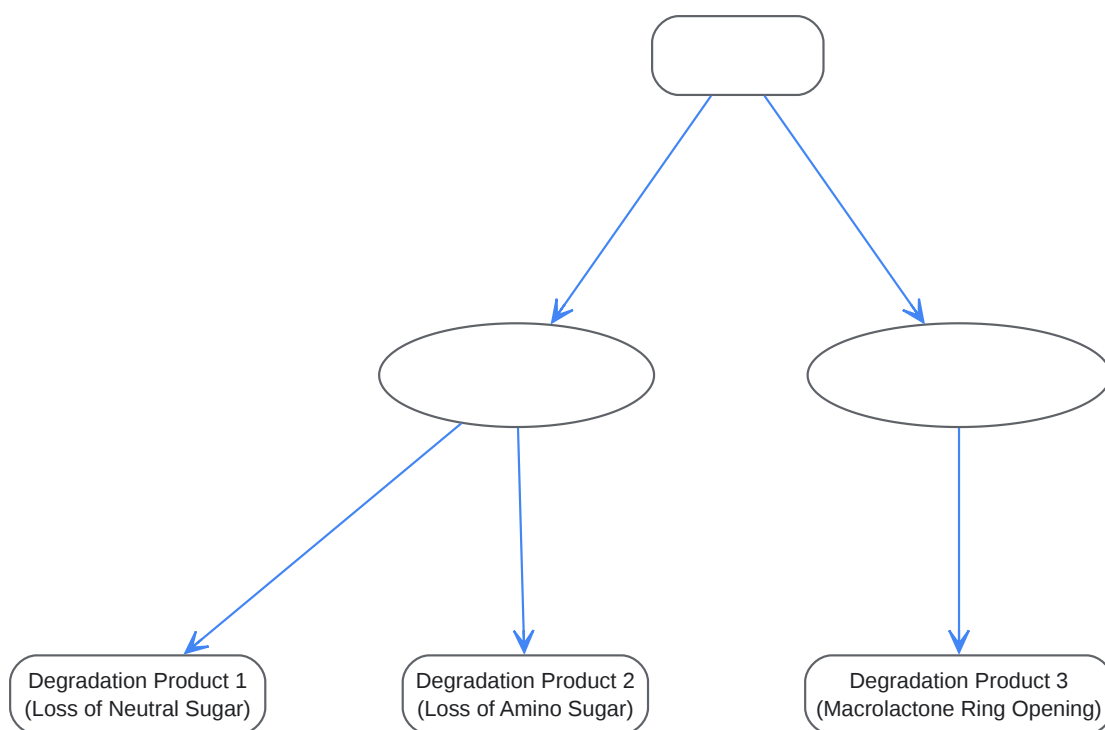 Degradation Product 1
(Loss of Neutral Sugar)
Degradation Product 2
(Loss of Amino Sugar)
Degradation Product 3
(Macrolactone Ring Opening)